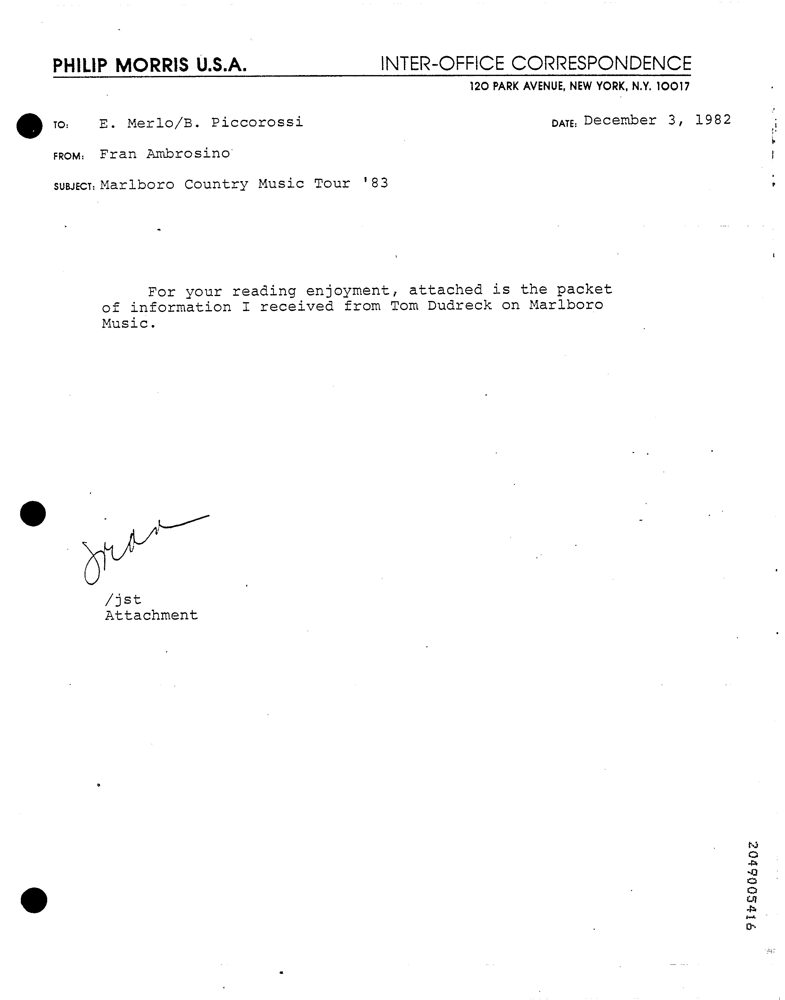 PHILIP MORRIS U.S.A. INTER-OFFICE CORRESPONDENCE
120 PARK AVENUE, NEW YORK, N.Y. 10017
TO: E. Merlo/B. Piccorossi DATE: December 3, 1982
FROM: Fran Ambrosino
SUBJECT: Marlboro Country Music Tour '83
For your reading enjoyment, attached is the packet
of information I received from Tom Dudreck on Marlboro
Music.
Fran
/jst
Attachment
2049005416